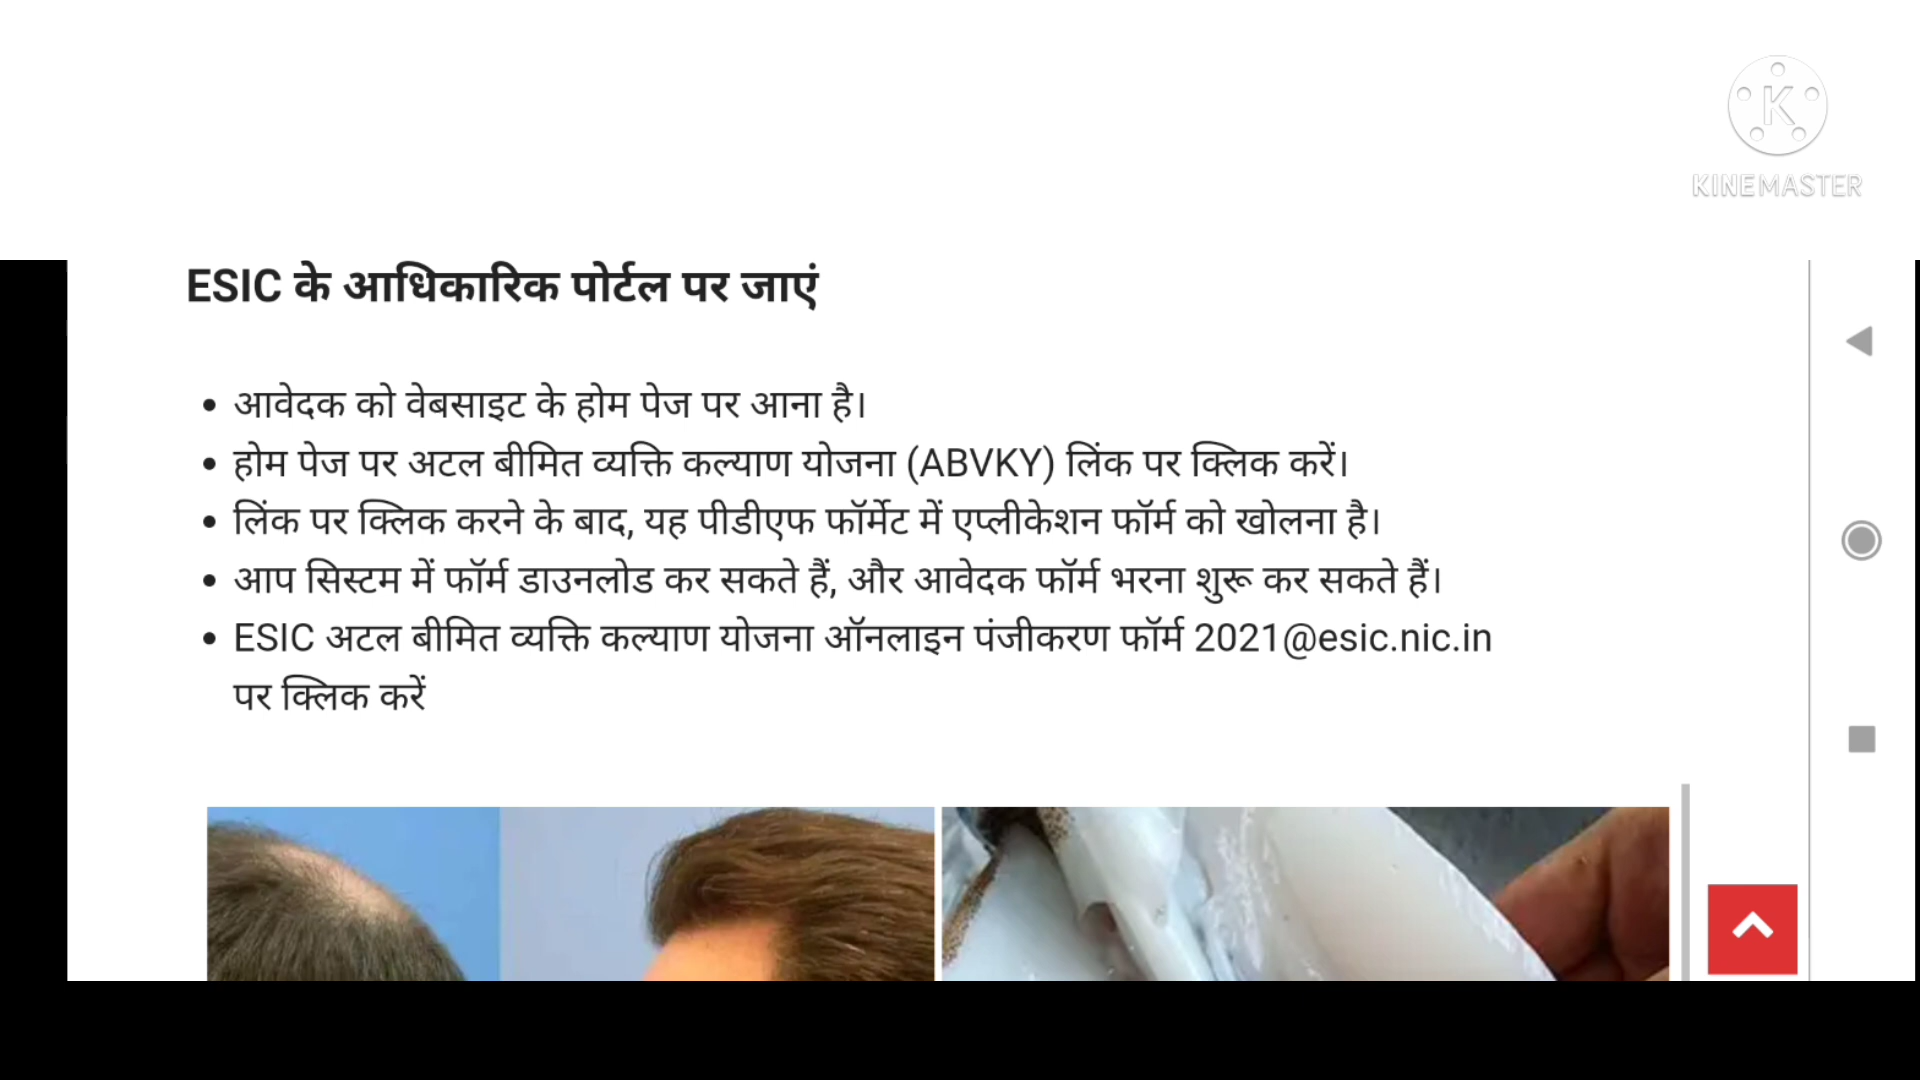 K
KINEMASTER
ESIC के आधिकारिक पोर्टल पर जाएं
• आवेदक को वेबसाइट के होम पेज पर आना है।
• होम पेज पर अटल बीमित व्यक्ति कल्याण योजना (ABVKY) लिंक पर क्लिक करें।
• लिंक पर क्लिक करने के बाद, यह पीडीएफ फॉर्मेट में एप्लीकेशन फॉर्म को खोलना है।
• आप सिस्टम में फॉर्म डाउनलोड कर सकते हैं, और आवेदक फॉर्म भरना शुरू कर सकते हैं।
• ESIC अटल बीमित व्यक्ति कल्याण योजना ऑनलाइन पंजीकरण फॉर्म 2021@esic.nic.in
पर क्लिक करें